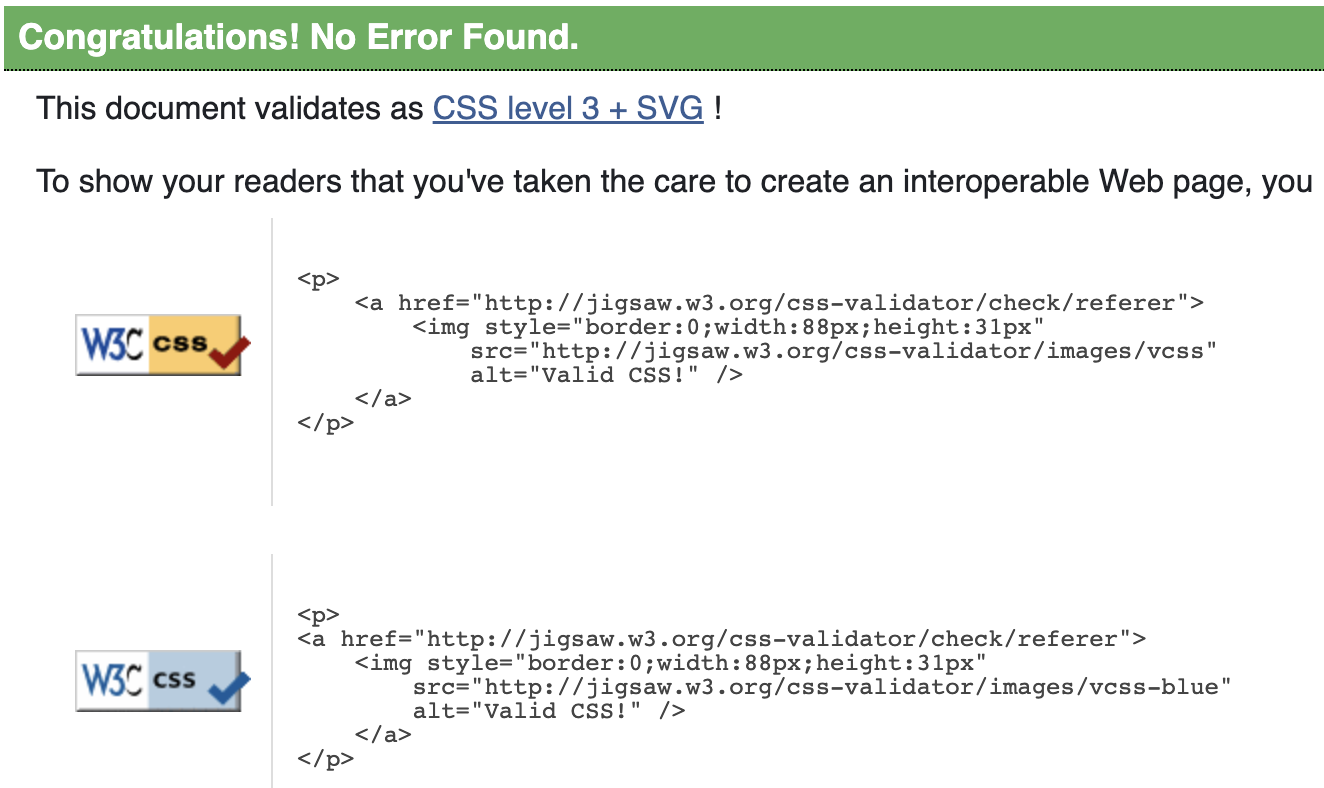 Congratulations! No Error Found.
This document validates as CSS level 3 + SVG !
To show your readers that you've taken the care to create an interoperable Web page, you
<p>
<a href="http://jigsaw.w3.org/css-validator/check/referer">
<img style="border:0;width:88px;height:31px"
src="http://jigsaw.w3.org/css-validator/images/vcss"
alt="Valid CSS!" />
</a>
</p>
W3C css
<p>
<a href="http://jigsaw.w3.org/css-validator/check/referer">
<img style="border:0;width:88px;height:31px"
src="http://jigsaw.w3.org/css-validator/images/vcss-blue"
alt="Valid CSS!" />
</a>
</p>
W3C css